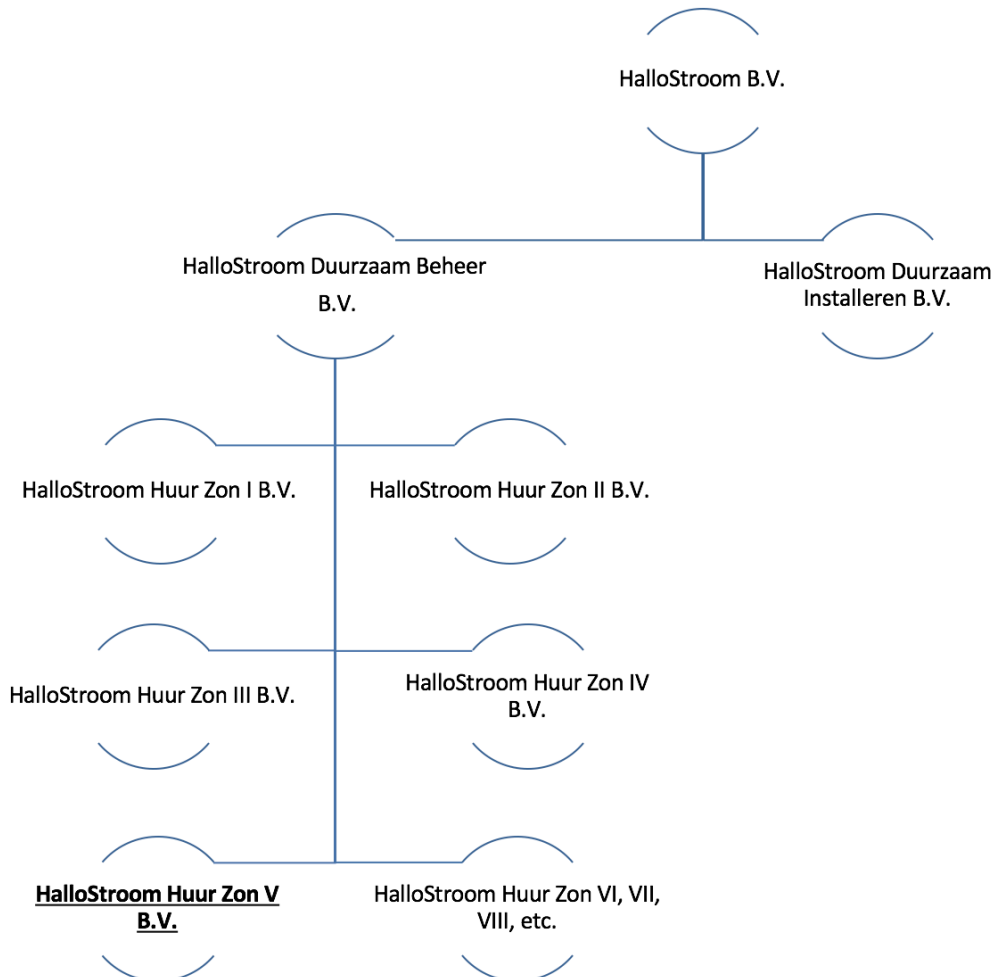 HalloStroom B.V.
HalloStroom Duurzaam Beheer
B.V.
HalloStroom Duurzaam
Installeren B.V.
HalloStroom Huur Zon I B.V.
HalloStroom Huur Zon II B.V.
HalloStroom Huur Zon III B.V.
HalloStroom Huur Zon IV
B.V.
HalloStroom Huur Zon V
B.V.
HalloStroom Huur Zon VI, VII,
VIII, etc.